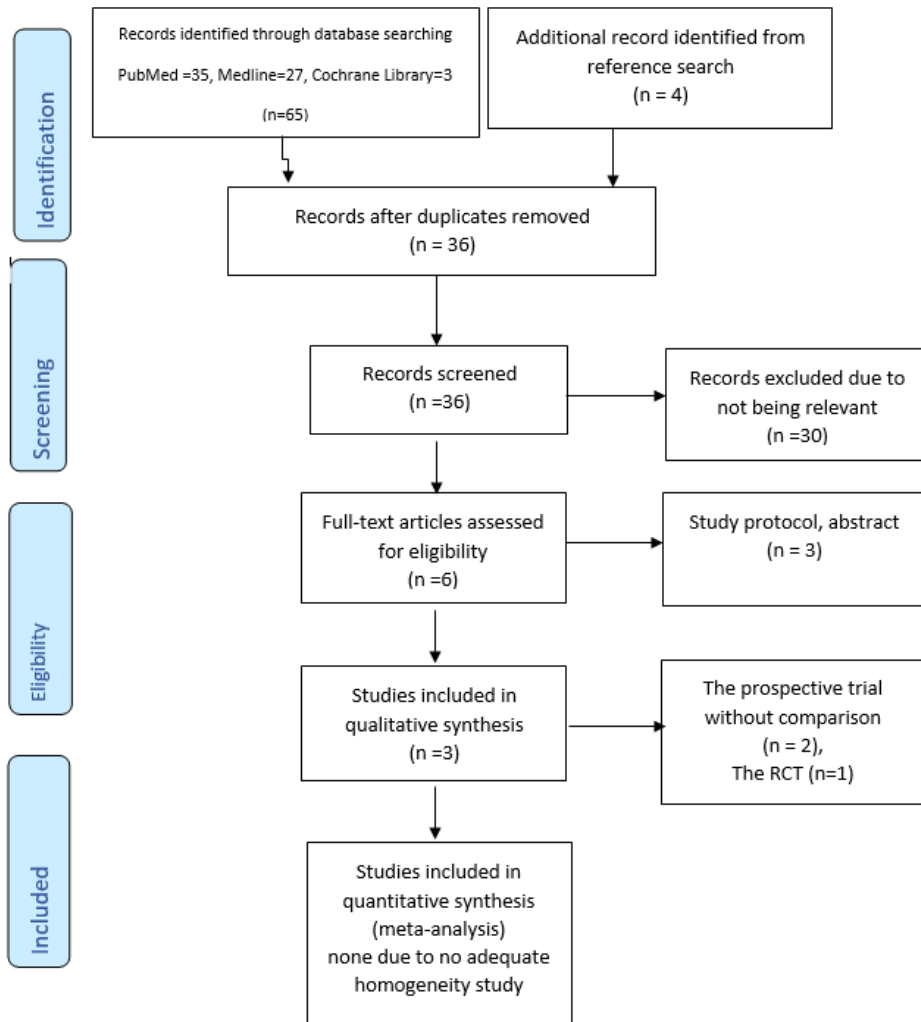 Records identified through database searching
PubMed =35, Medline=27, Cochrane Library=3
(n=65)
Additional record identified from
reference search
(n = 4)
Identification
Records after duplicates removed
(n = 36)
Screening
Records screened
(n =36)
Records excluded due to
not being relevant
(n =30)
Eligibility
Full-text articles assessed
for eligibility
(n =6)
Study protocol, abstract
(n = 3)
Studies included in
qualitative synthesis
(n =3)
The prospective trial
without comparison
(n = 2),
The RCT (n=1)
Included
Studies included in
quantitative synthesis
(meta-analysis)
none due to no adequate
homogeneity study